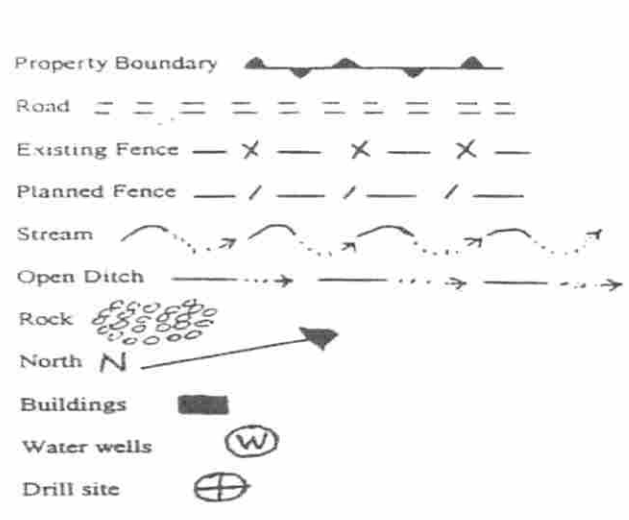 Property Boundary
Road
Existing Fence
Planned Fence
Stream
Open Ditch
Rock
North N
Buildings
Water wells W
Drill site